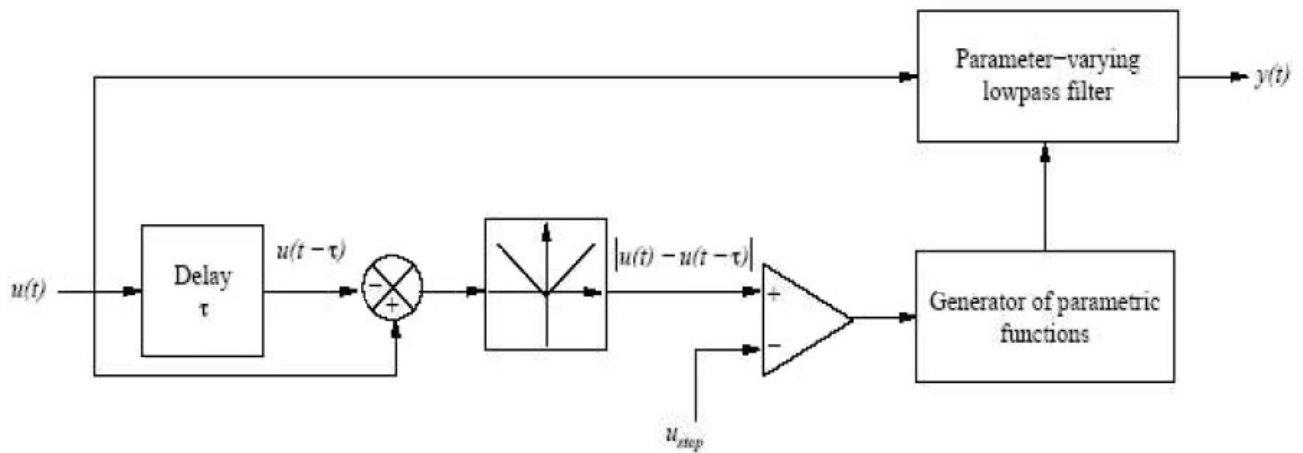 Parameter-varying
lowpass filter
y(t)
u(t)
Delay
τ
u(t − τ)
−
+
|u(t) − u(t − τ)|
+
−
u_step
Generator of parametric
functions